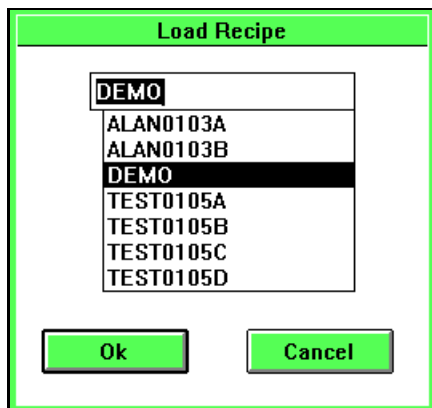 Load Recipe
DEMO
ALAN0103A
ALAN0103B
DEMO
TEST0105A
TEST0105B
TEST0105C
TEST0105D
Ok Cancel